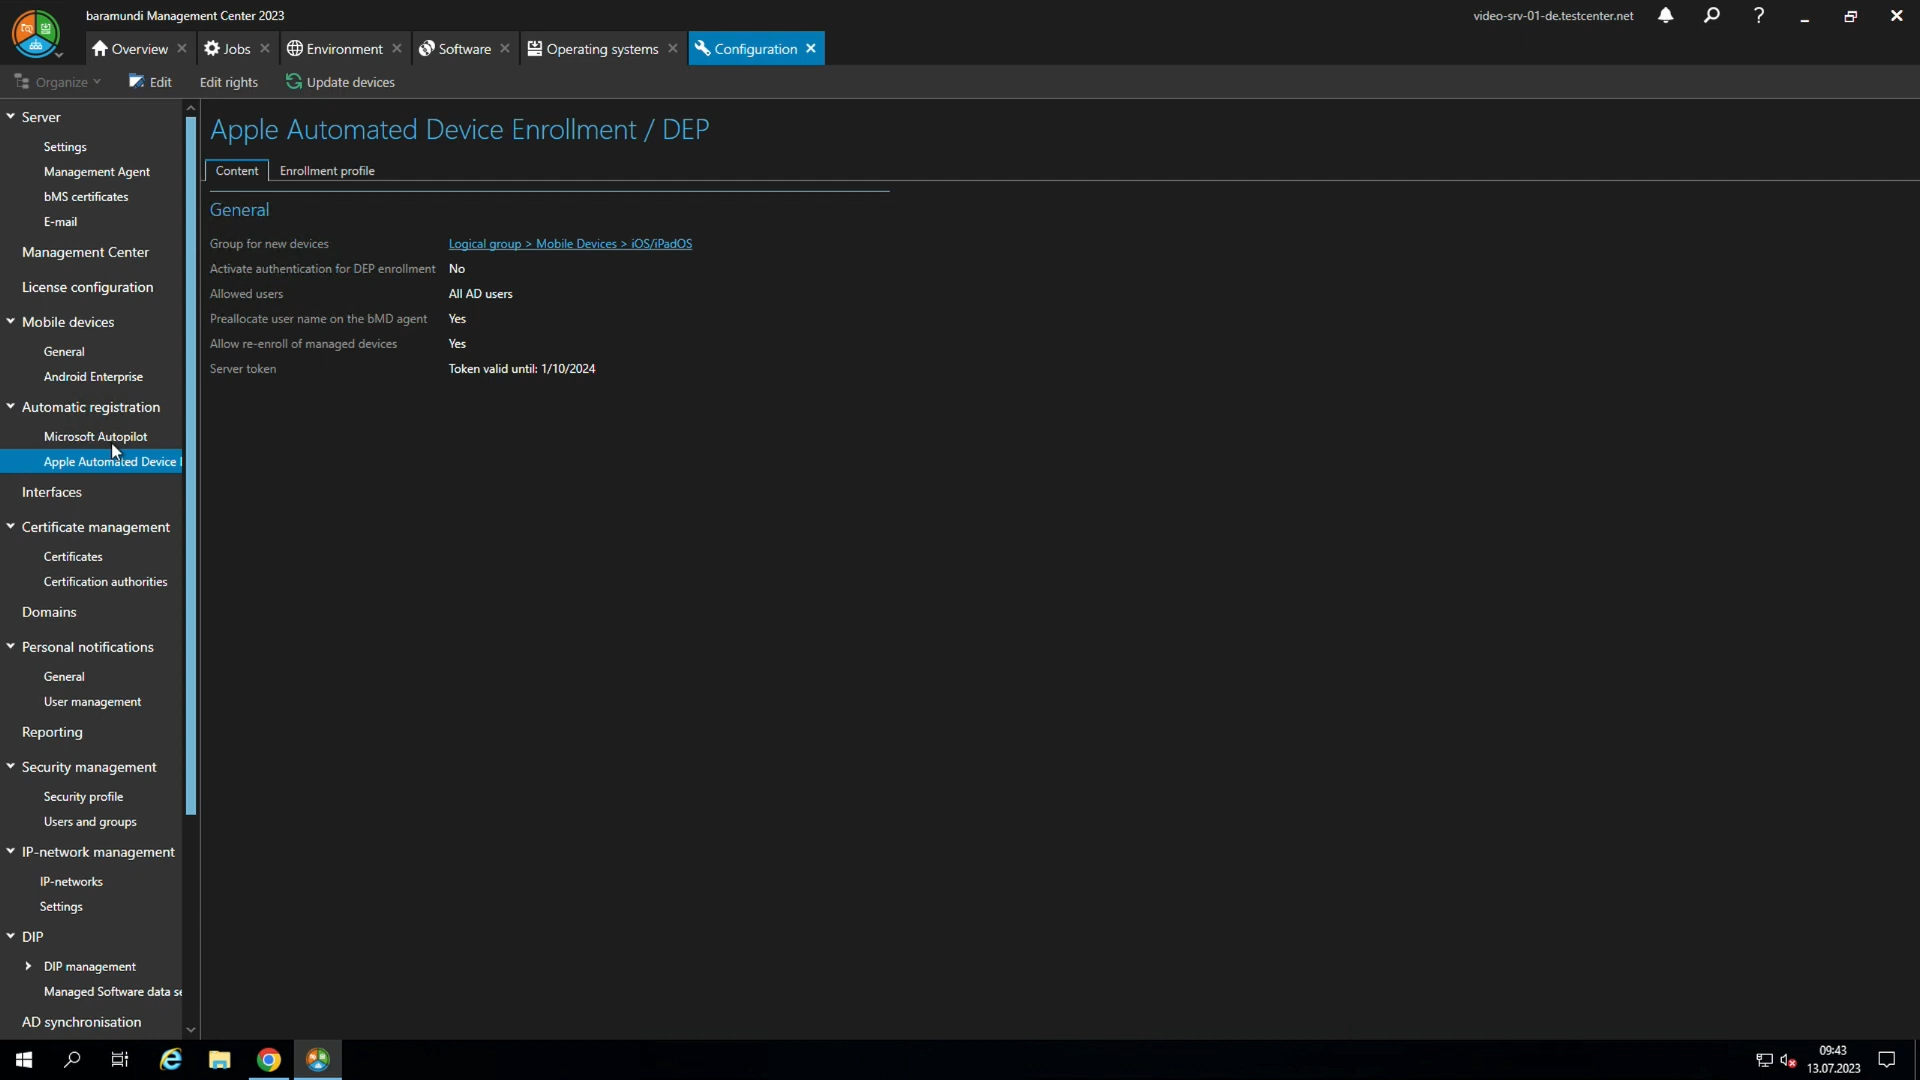 baramundi Management Center 2023
video-srv-01-de.testcenter.net
Overview
Jobs
Environment
Software
Operating systems
Configuration
Organize
Edit
Edit rights
Update devices
Server
Settings
Management Agent
bMS certificates
E-mail
Management Center
License configuration
Mobile devices
General
Android Enterprise
Automatic registration
Microsoft Autopilot
Apple Automated Device
Interfaces
Certificate management
Certificates
Certification authorities
Domains
Personal notifications
General
User management
Reporting
Security management
Security profile
Users and groups
IP-network management
IP-networks
Settings
DIP
DIP management
Managed Software data se
AD synchronisation
Apple Automated Device Enrollment / DEP
Content
Enrollment profile
General
Group for new devices
Logical group > Mobile Devices > iOS/iPadOS
Activate authentication for DEP enrollment
No
Allowed users
All AD users
Preallocate user name on the bMD agent
Yes
Allow re-enroll of managed devices
Yes
Server token
Token valid until: 1/10/2024
09:43
13.07.2023